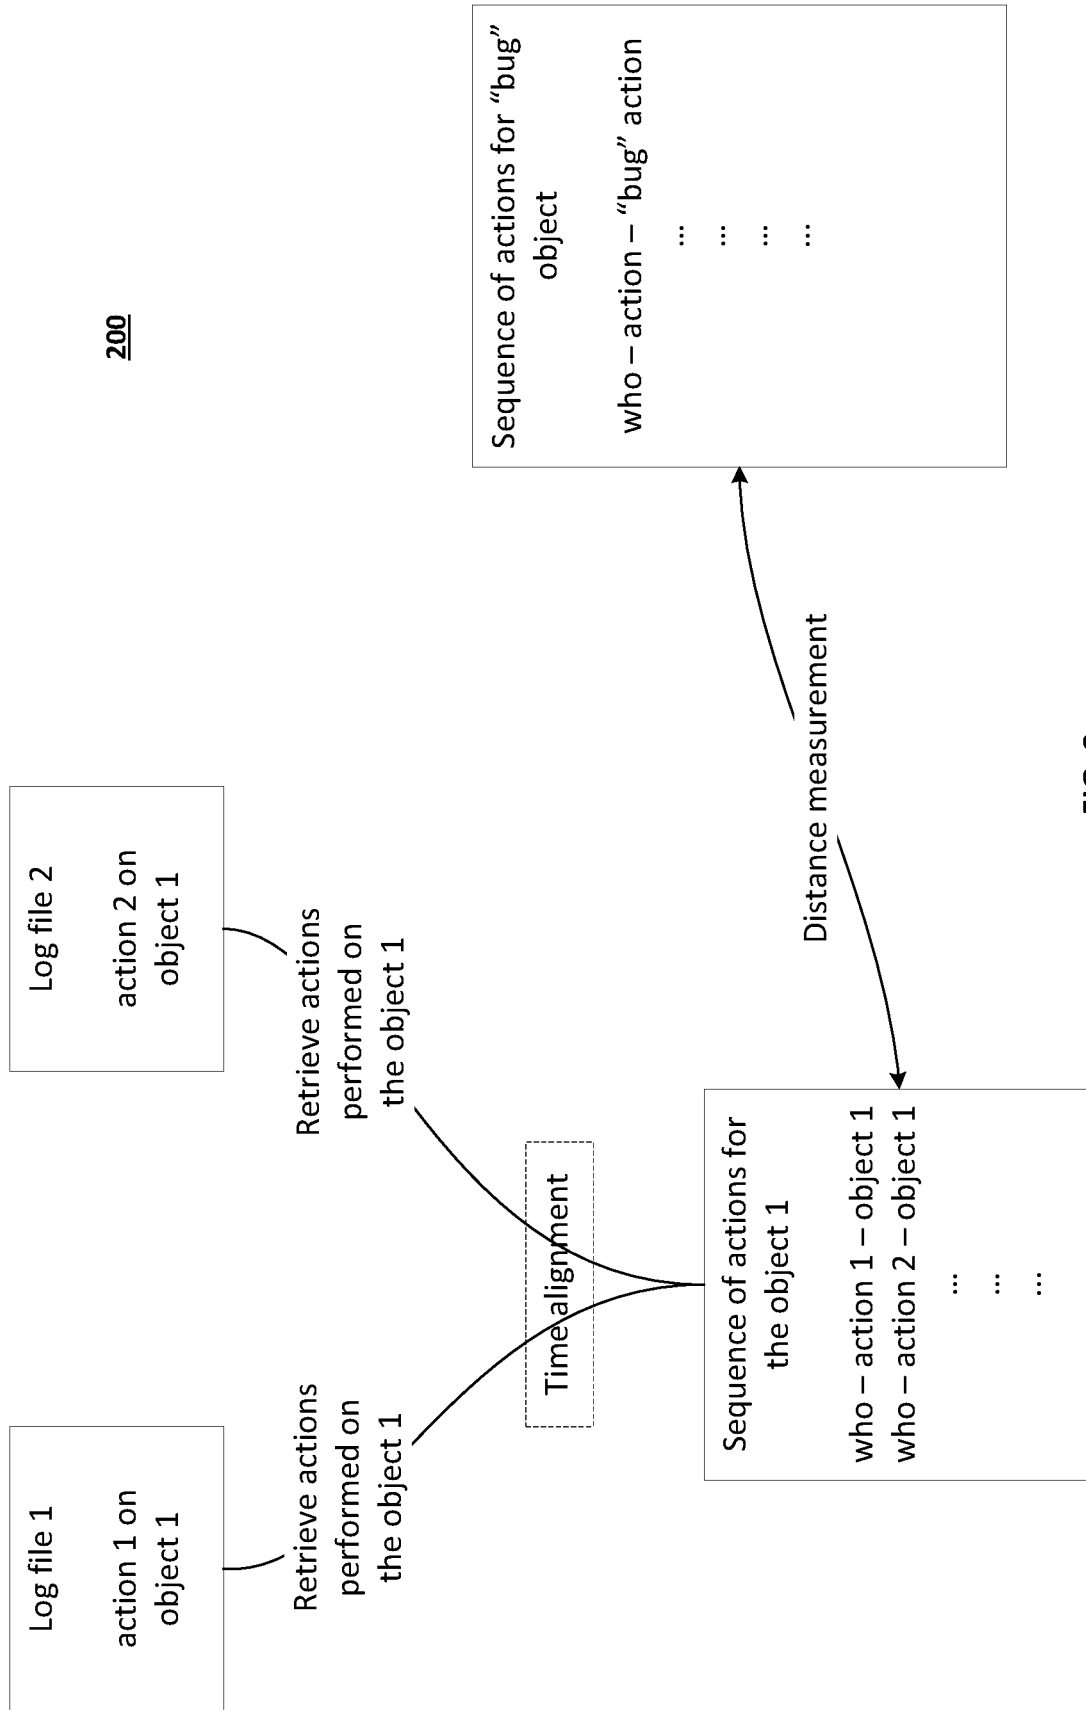 Log file 1
action 1 on
object 1
Log file 2
action 2 on
object 1
200
Retrieve actions
performed on
the object 1
Retrieve actions
performed on
the object 1
Time alignment
Sequence of actions for
the object 1
who – action 1 – object 1
who – action 2 – object 1
...
...
...
Distance measurement
Sequence of actions for “bug”
object
who – action – “bug” action
...
...
...
...